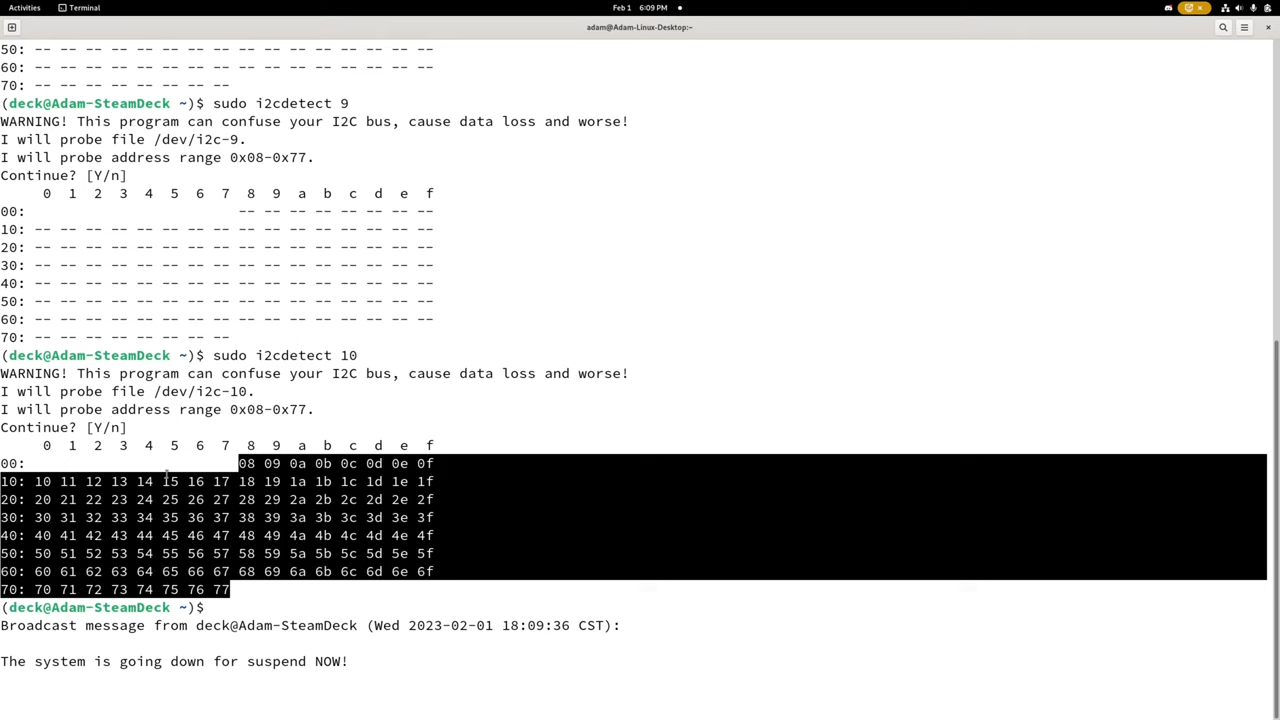 Activities Terminal Feb 1 6:09 PM
adam@Adam-Linux-Desktop:~
50: -- -- -- -- -- -- -- -- -- -- -- -- -- -- -- --
60: -- -- -- -- -- -- -- -- -- -- -- -- -- -- -- --
70: -- -- -- -- -- -- -- --
(deck@Adam-SteamDeck ~)$ sudo i2cdetect 9
WARNING! This program can confuse your I2C bus, cause data loss and worse!
I will probe file /dev/i2c-9.
I will probe address range 0x08-0x77.
Continue? [Y/n]
     0  1  2  3  4  5  6  7  8  9  a  b  c  d  e  f
00:                         -- -- -- -- -- -- -- --
10: -- -- -- -- -- -- -- -- -- -- -- -- -- -- -- --
20: -- -- -- -- -- -- -- -- -- -- -- -- -- -- -- --
30: -- -- -- -- -- -- -- -- -- -- -- -- -- -- -- --
40: -- -- -- -- -- -- -- -- -- -- -- -- -- -- -- --
50: -- -- -- -- -- -- -- -- -- -- -- -- -- -- -- --
60: -- -- -- -- -- -- -- -- -- -- -- -- -- -- -- --
70: -- -- -- -- -- -- -- --
(deck@Adam-SteamDeck ~)$ sudo i2cdetect 10
WARNING! This program can confuse your I2C bus, cause data loss and worse!
I will probe file /dev/i2c-10.
I will probe address range 0x08-0x77.
Continue? [Y/n]
     0  1  2  3  4  5  6  7  8  9  a  b  c  d  e  f
00:                         08 09 0a 0b 0c 0d 0e 0f
10: 10 11 12 13 14 15 16 17 18 19 1a 1b 1c 1d 1e 1f
20: 20 21 22 23 24 25 26 27 28 29 2a 2b 2c 2d 2e 2f
30: 30 31 32 33 34 35 36 37 38 39 3a 3b 3c 3d 3e 3f
40: 40 41 42 43 44 45 46 47 48 49 4a 4b 4c 4d 4e 4f
50: 50 51 52 53 54 55 56 57 58 59 5a 5b 5c 5d 5e 5f
60: 60 61 62 63 64 65 66 67 68 69 6a 6b 6c 6d 6e 6f
70: 70 71 72 73 74 75 76 77
(deck@Adam-SteamDeck ~)$
Broadcast message from deck@Adam-SteamDeck (Wed 2023-02-01 18:09:36 CST):
The system is going down for suspend NOW!